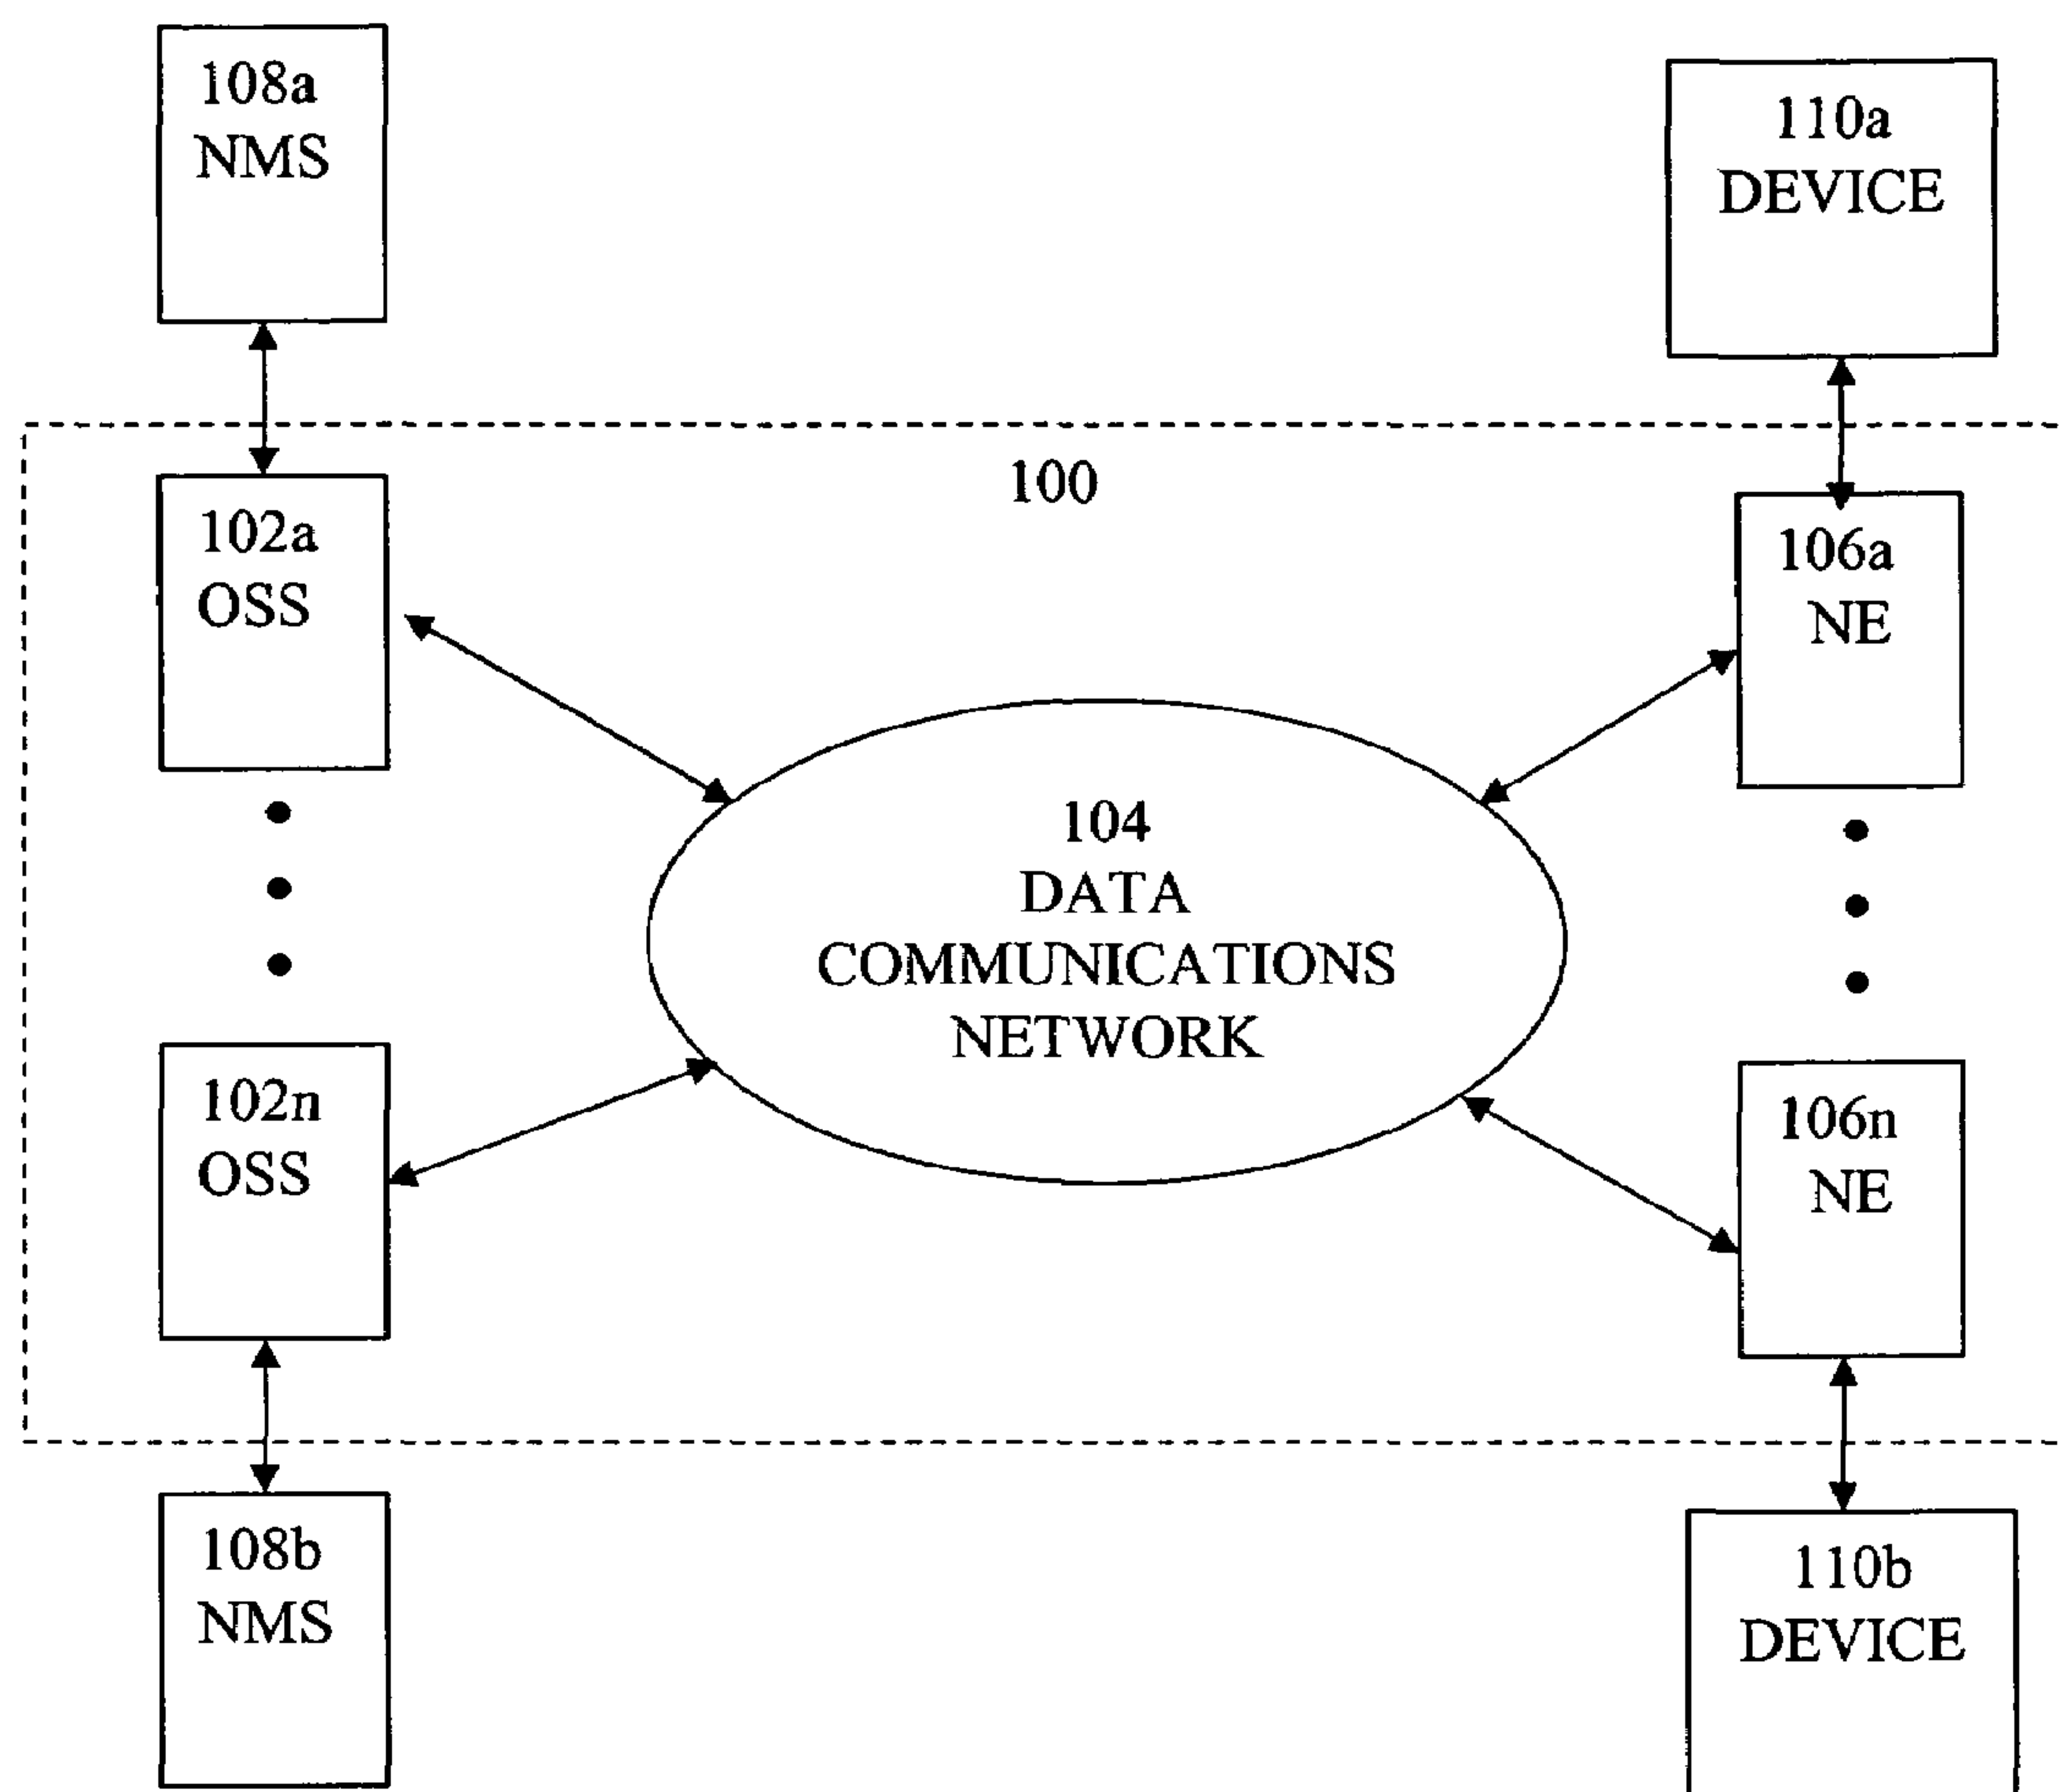 108a
NMS
110a
DEVICE
100
102a
OSS
106a
NE
104
DATA
COMMUNICATIONS
NETWORK
102n
OSS
106n
NE
108b
NMS
110b
DEVICE